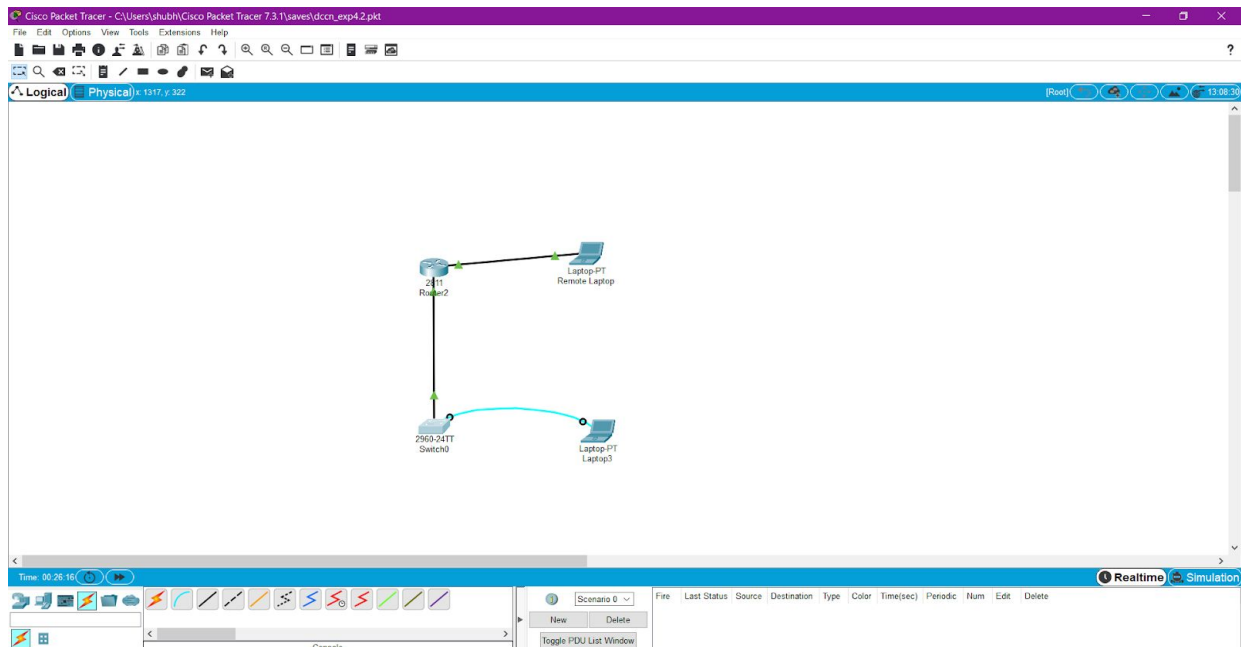 Cisco Packet Tracer - C:\Users\shubh\Cisco Packet Tracer 7.3.1\saves\dccn_exp4.2.pkt
File Edit Options View Tools Extensions Help
?
Logical Physical x: 1317, y: 322 [Root] 13:08:30
Laptop-PT
Remote Laptop
2811
Router2
2960-24TT
Switch0
Laptop-PT
Laptop3
Time: 00:26:16 Realtime Simulation
Scenario 0 Fire Last Status Source Destination Type Color Time(sec) Periodic Num Edit Delete
New Delete
Toggle PDU List Window